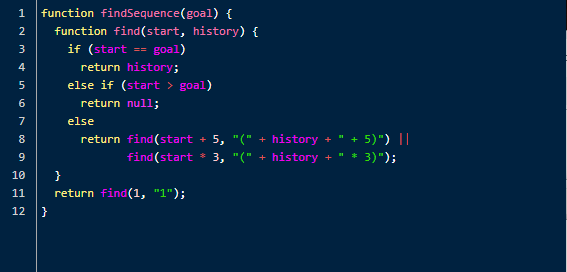 1 function findSequence(goal) {
2   function find(start, history) {
3     if (start == goal)
4       return history;
5     else if (start > goal)
6       return null;
7     else
8       return find(start + 5, "(" + history + " + 5)") ||
9              find(start * 3, "(" + history + " * 3)");
10   }
11   return find(1, "1");
12 }